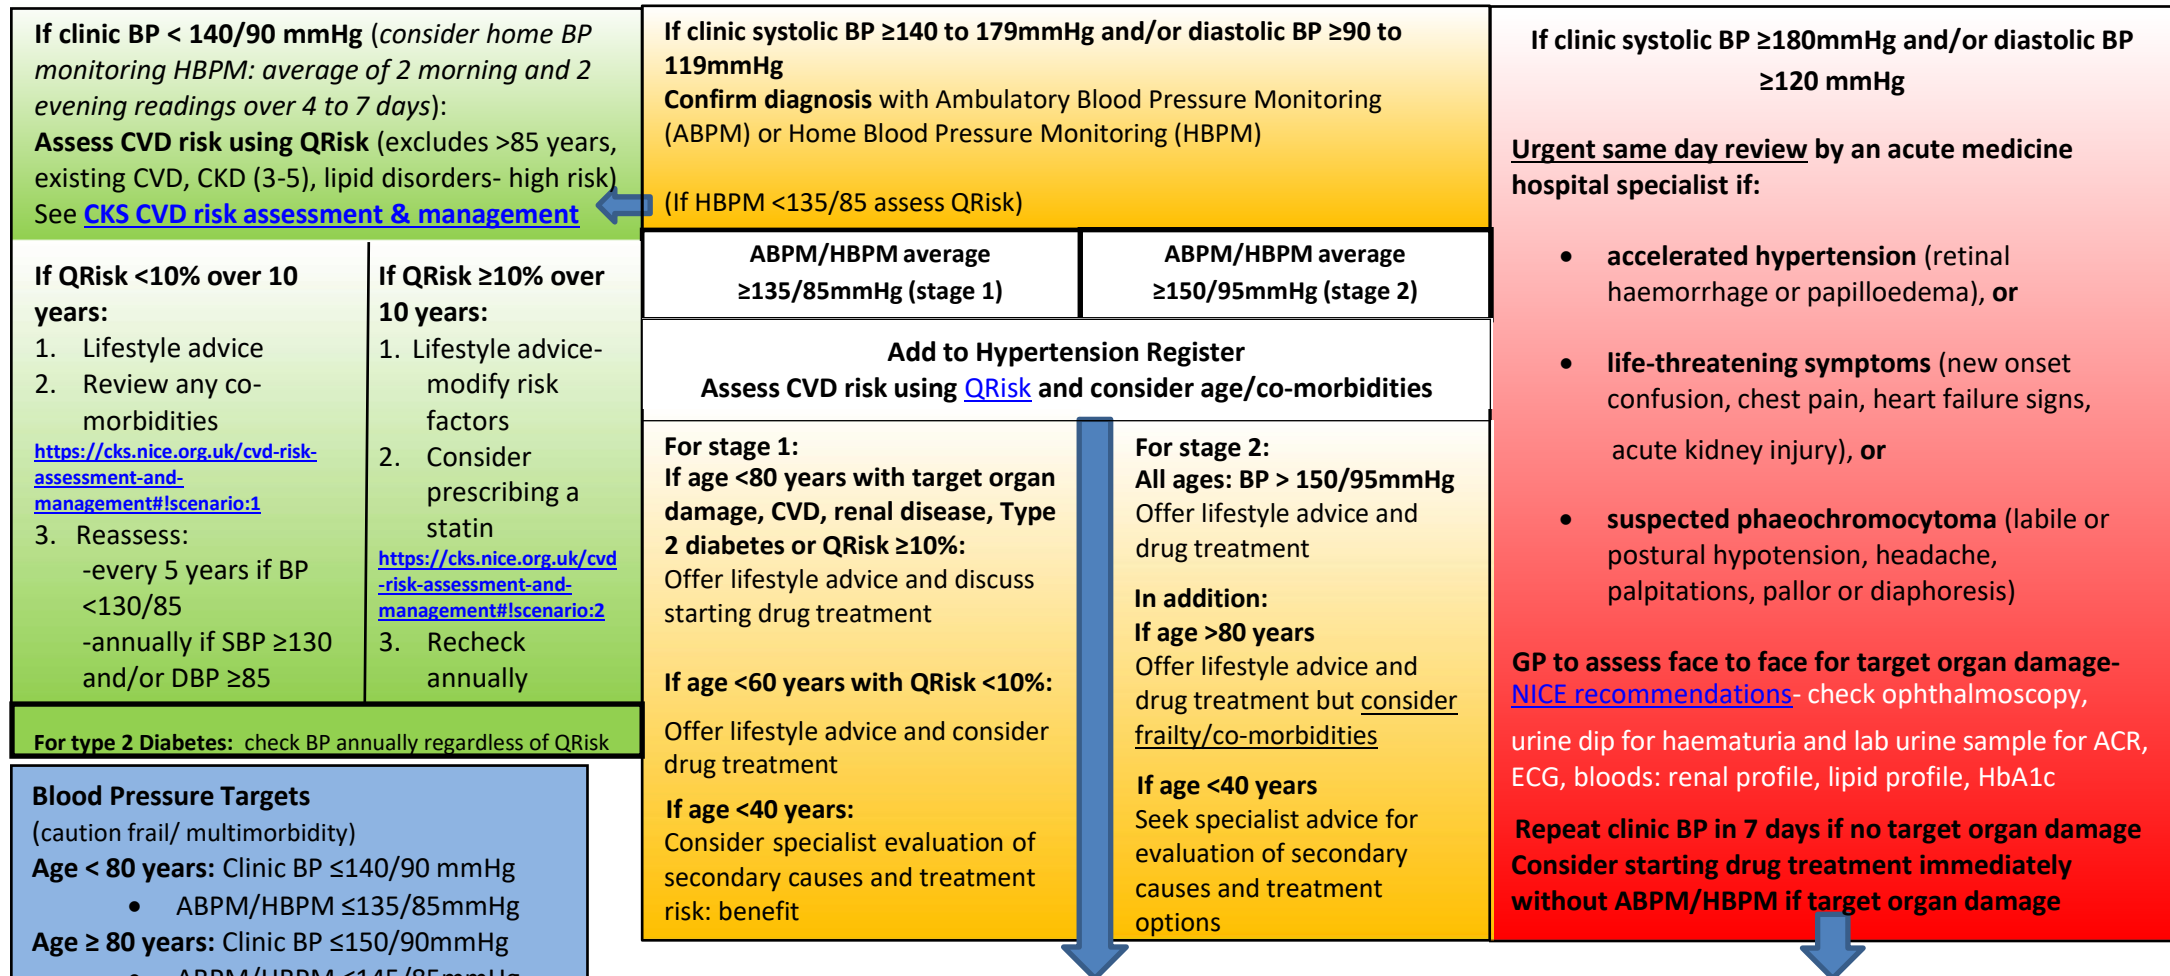 If clinic BP < 140/90 mmHg (consider home BP
monitoring HBPM: average of 2 morning and 2
evening readings over 4 to 7 days):
Assess CVD risk using QRisk (excludes >85 years,
existing CVD, CKD (3-5), lipid disorders- high risk)
See CKS CVD risk assessment & management
If QRisk <10% over 10
years:
1. Lifestyle advice
2. Review any co-
morbidities
https://cks.nice.org.uk/cvd-risk-
assessment-and-
management#!scenario:1
3. Reassess:
-every 5 years if BP
<130/85
-annually if SBP ≥130
and/or DBP ≥85
If QRisk ≥10% over
10 years:
1. Lifestyle advice-
modify risk
factors
2. Consider
prescribing a
statin
https://cks.nice.org.uk/cvd
-risk-assessment-and-
management#!scenario:2
3. Recheck
annually
For type 2 Diabetes: check BP annually regardless of QRisk
Blood Pressure Targets
(caution frail/ multimorbidity)
Age < 80 years: Clinic BP ≤140/90 mmHg
• ABPM/HBPM ≤135/85mmHg
Age ≥ 80 years: Clinic BP ≤150/90mmHg
• ABPM/HBPM ≤145/85mmHg
If clinic systolic BP ≥140 to 179mmHg and/or diastolic BP ≥90 to
119mmHg
Confirm diagnosis with Ambulatory Blood Pressure Monitoring
(ABPM) or Home Blood Pressure Monitoring (HBPM)
(If HBPM <135/85 assess QRisk)
ABPM/HBPM average
≥135/85mmHg (stage 1)
ABPM/HBPM average
≥150/95mmHg (stage 2)
Add to Hypertension Register
Assess CVD risk using QRisk and consider age/co-morbidities
For stage 1:
If age <80 years with target organ
damage, CVD, renal disease, Type
2 diabetes or QRisk ≥10%:
Offer lifestyle advice and discuss
starting drug treatment
If age <60 years with QRisk <10%:
Offer lifestyle advice and consider
drug treatment
If age <40 years:
Consider specialist evaluation of
secondary causes and treatment
risk: benefit
For stage 2:
All ages: BP > 150/95mmHg
Offer lifestyle advice and
drug treatment
In addition:
If age >80 years
Offer lifestyle advice and
drug treatment but consider
frailty/co-morbidities
If age <40 years
Seek specialist advice for
evaluation of secondary
causes and treatment
options
If clinic systolic BP ≥180mmHg and/or diastolic BP
≥120 mmHg
Urgent same day review by an acute medicine
hospital specialist if:
• accelerated hypertension (retinal
haemorrhage or papilloedema), or
• life-threatening symptoms (new onset
confusion, chest pain, heart failure signs,
acute kidney injury), or
• suspected phaeochromocytoma (labile or
postural hypotension, headache,
palpitations, pallor or diaphoresis)
GP to assess face to face for target organ damage-
NICE recommendations- check ophthalmoscopy,
urine dip for haematuria and lab urine sample for ACR,
ECG, bloods: renal profile, lipid profile, HbA1c
Repeat clinic BP in 7 days if no target organ damage
Consider starting drug treatment immediately
without ABPM/HBPM if target organ damage